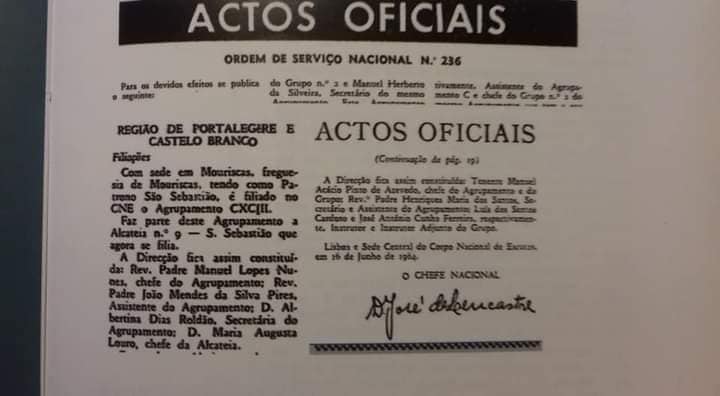 ACTOS OFICIAIS
ORDEM DE SERVIÇO NACIONAL N.º 236
Para os devidos efeitos se publica
o seguinte:
do Grupo n.º 2 e Manuel Herberto
da Silveira, Secretário do mesmo
tivamente, Assistente do Agrupa-
mento C e chefe do Grupo n.º 2 do
REGIÃO DE PORTALEGRE E
CASTELO BRANCO
Filiações
Com sede em Mouriscas, fregue-
sia de Mouriscas, tendo como Pa-
trono São Sebastião, é filiado no
CNE o Agrupamento CXCIII.
Faz parte deste Agrupamento a
Alcateia n.º 9 — S. Sebastião que
agora se filia.
A Direcção fica assim constituí-
da: Rev. Padre Manuel Lopes Nu-
nes, chefe do Agrupamento; Rev.
Padre João Mendes da Silva Pires,
Assistente do Agrupamento; D. Al-
bertina Dias Roldão, Secretária do
Agrupamento; D. Maria Augusta
Louro, chefe da Alcateia.
ACTOS OFICIAIS
(Continuação da pág. 19)
A Direcção fica assim constituída: Tenente Manuel
Acácio Pinto de Azevedo, chefe do Agrupamento e do
Grupo; Rev.º Padre Henriques Maria dos Santos, Se-
cretário e Assistente do Agrupamento; Luís dos Santos
Cardoso e José António Cunha Ferreira, respectivamen-
te, Instrutor e Instrutor Adjunto do Grupo.
Lisboa e Sede Central do Corpo Nacional de Escutas,
em 16 de Junho de 1964.
O CHEFE NACIONAL
D. José de Lencastre